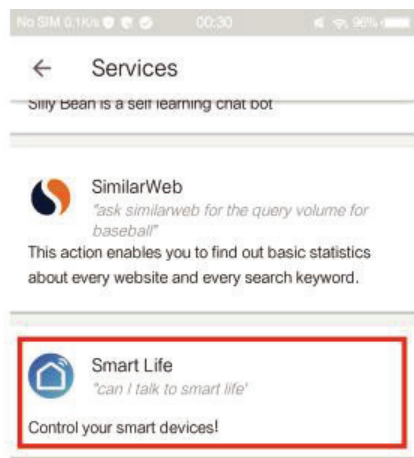 No SIM 0.1K/s 00:30 96%
← Services
Silly Bean is a self learning chat bot
SimilarWeb
"ask similarweb for the query volume for
baseball"
This action enables you to find out basic statistics
about every website and every search keyword.
Smart Life
"can I talk to smart life'
Control your smart devices!